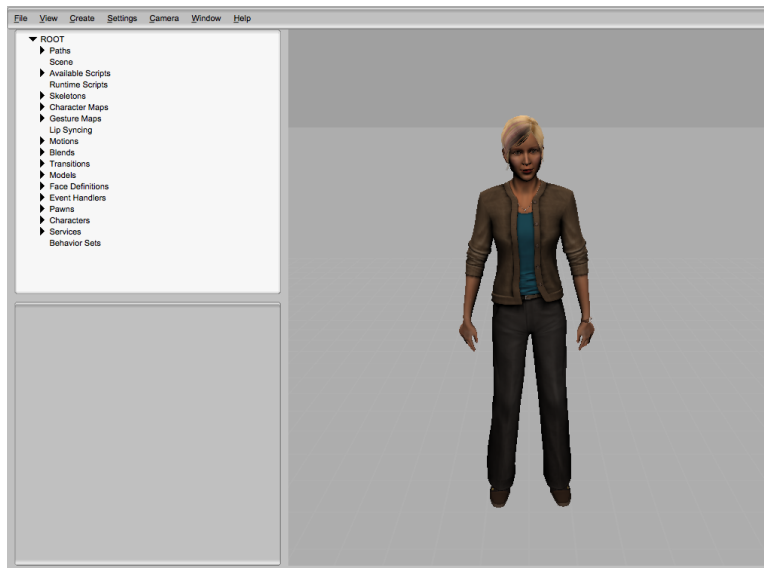 File View Create Settings Camera Window Help
ROOT
Paths
Scene
Available Scripts
Runtime Scripts
Skeletons
Character Maps
Gesture Maps
Lip Syncing
Motions
Blends
Transitions
Models
Face Definitions
Event Handlers
Pawns
Characters
Services
Behavior Sets